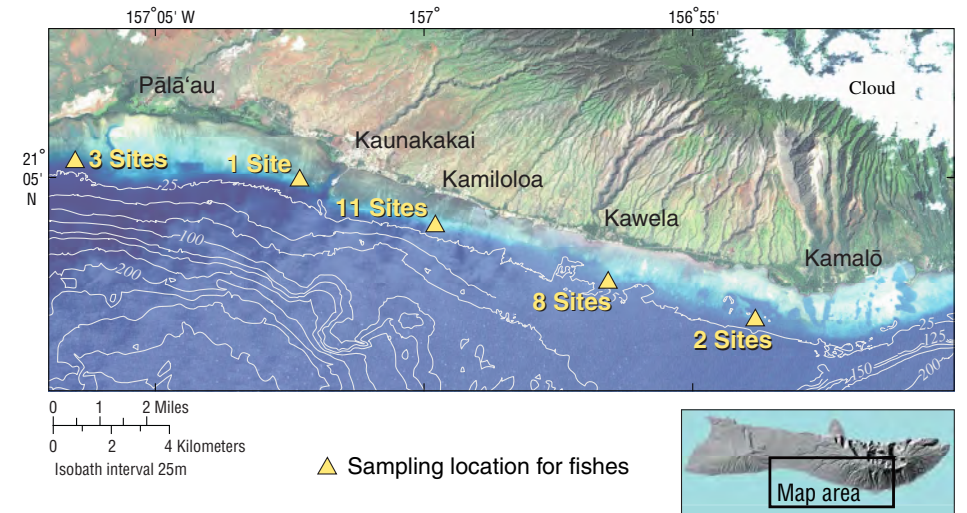 157° 05' W
157°
156° 55'
Pālā‘au
Cloud
Kaunakakai
21°
05'
N
3 Sites
1 Site
Kamiloloa
25
11 Sites
Kawela
100
Kamalō
200
8 Sites
2 Sites
25
125
150
200
0 1 2 Miles
0 2 4 Kilometers
Isobath interval 25m
Sampling location for fishes
Map area